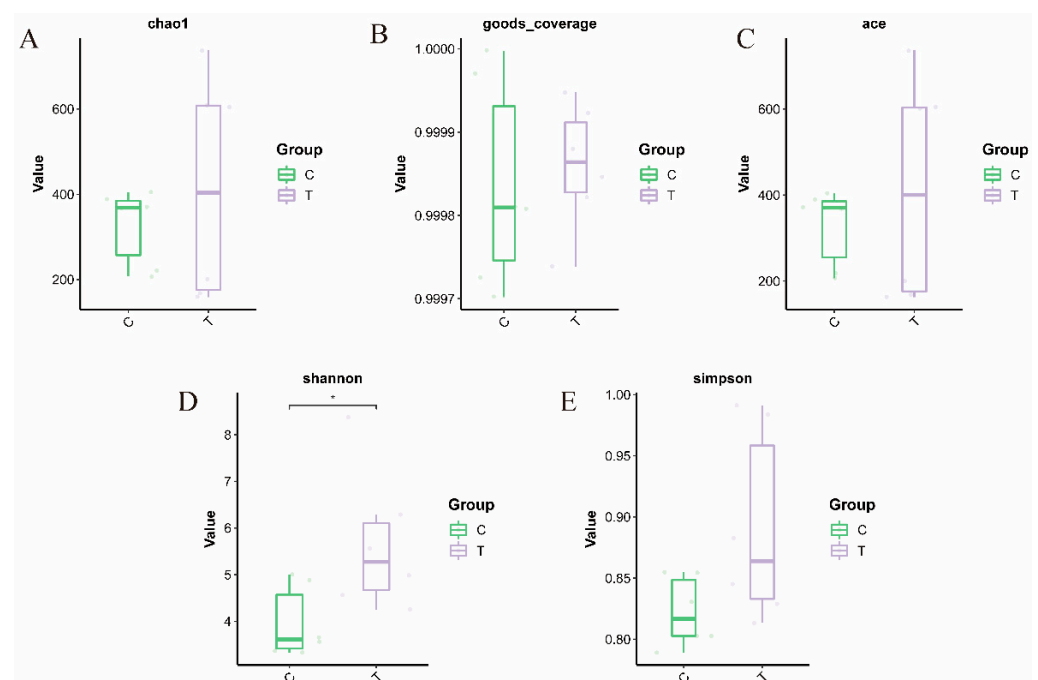 chao1
goods_coverage
ace
A
B
C
Value
600
400
200
C
T
Group
C
T
Value
1.0000
0.9999
0.9998
0.9997
C
T
Group
C
T
Value
600
400
200
C
T
Group
C
T
shannon
simpson
D
E
Value
8
7
6
5
4
*
C
T
Group
C
T
Value
1.00
0.95
0.90
0.85
0.80
C
T
Group
C
T